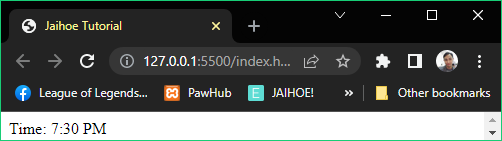 Jaihoe Tutorial
127.0.0.1:5500/index.h...
League of Legends... PawHub JAIHOE! » Other bookmarks
Time: 7:30 PM